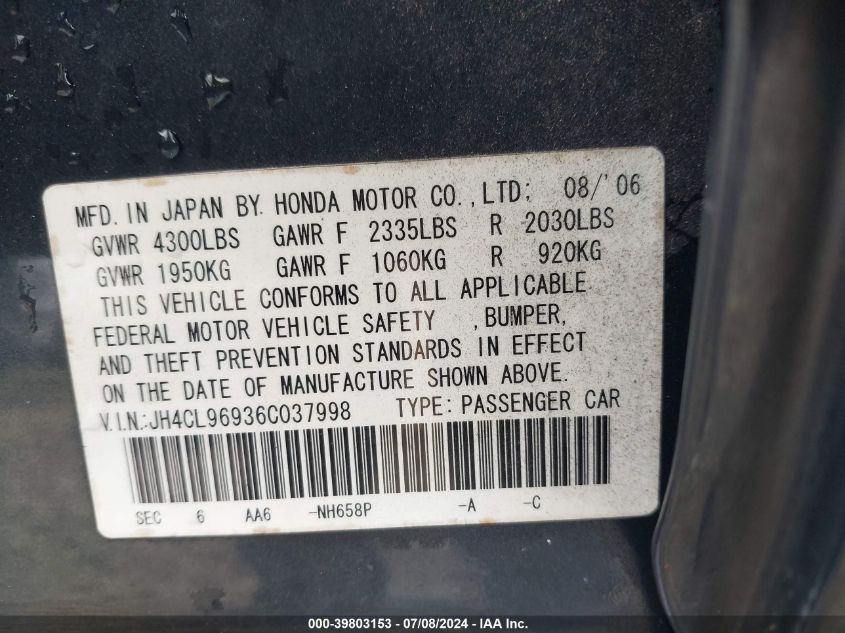 MFD. IN JAPAN BY HONDA MOTOR CO.,LTD; 08/'06
GVWR 4300LBS GAWR F 2335LBS R 2030LBS
GVWR 1950KG GAWR F 1060KG R 920KG
THIS VEHICLE CONFORMS TO ALL APPLICABLE
FEDERAL MOTOR VEHICLE SAFETY ,BUMPER,
AND THEFT PREVENTION STANDARDS IN EFFECT
ON THE DATE OF MANUFACTURE SHOWN ABOVE.
V.I.N.:JH4CL96936C037998 TYPE: PASSENGER CAR
SEC 6 AA6 -NH658P -A -C
000-39803153 - 07/08/2024 - IAA Inc.